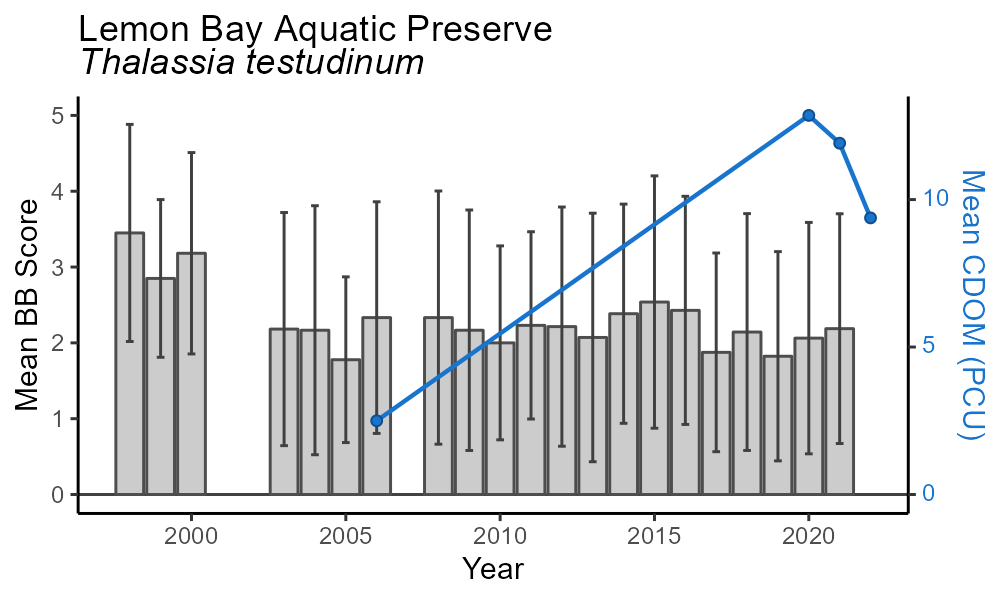 Lemon Bay Aquatic Preserve
Thalassia testudinum
Mean BB Score
5
4
3
2
1
0
10
5
0
Mean CDOM (PCU)
2000
2005
2010
2015
2020
Year